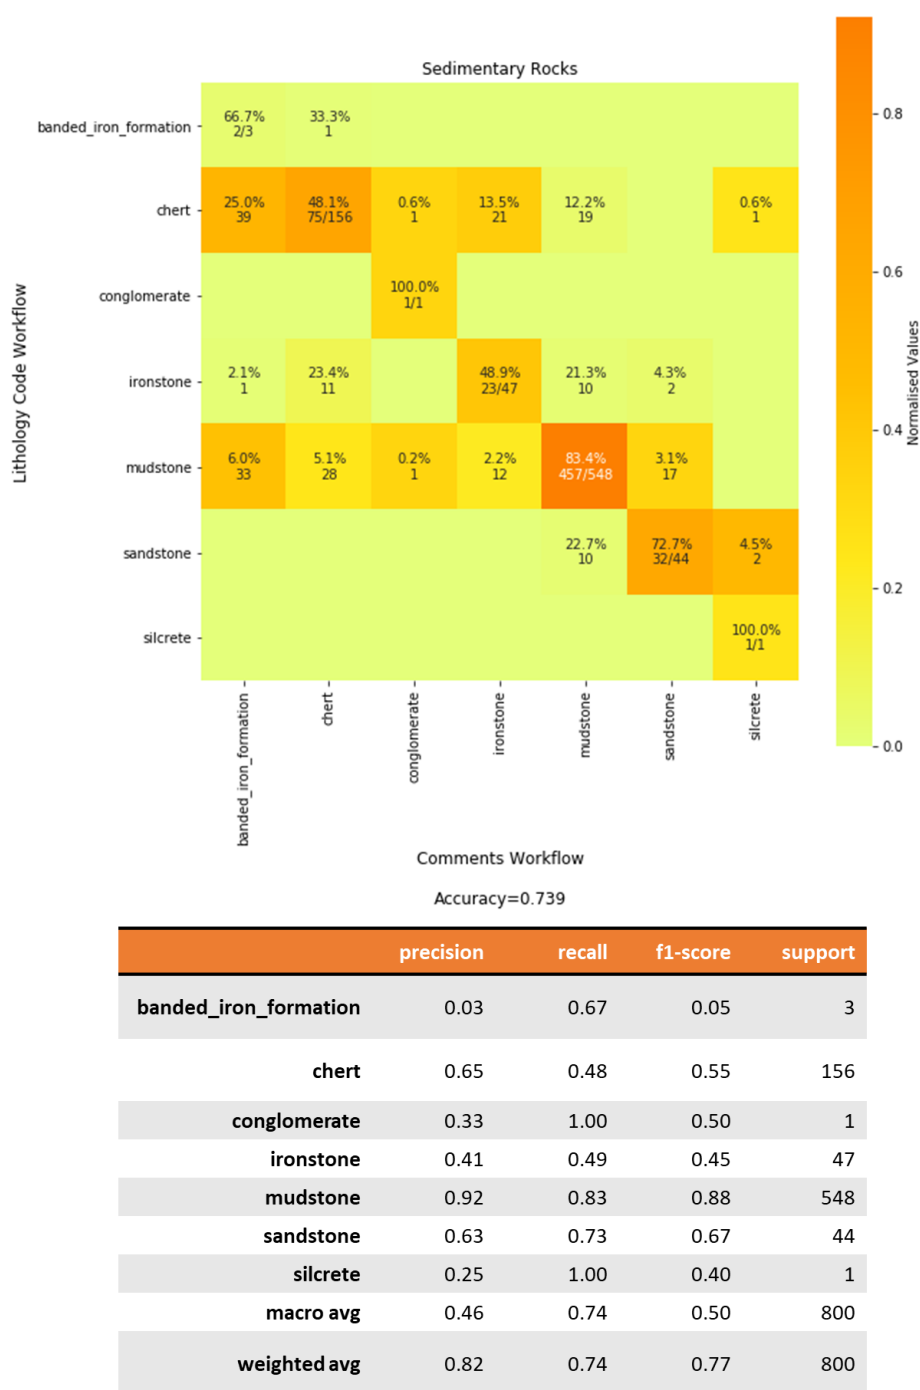 Sedimentary Rocks
banded_iron_formation
66.7% 33.3%
2/3 1
chert
25.0% 48.1% 0.6% 13.5% 12.2% 0.6%
39 75/156 1 21 19 1
conglomerate
100.0%
1/1
ironstone
2.1% 23.4% 48.9% 21.3% 4.3%
1 11 23/47 10 2
mudstone
6.0% 5.1% 0.2% 2.2% 83.4% 3.1%
33 28 1 12 457/548 17
sandstone
22.7% 72.7% 4.5%
10 32/44 2
silcrete
100.0%
1/1
Lithology Code Workflow
banded_iron_formation
chert
conglomerate
ironstone
mudstone
sandstone
silcrete
Comments Workflow
Accuracy=0.739
0.8
0.6
0.4
0.2
0.0
Normalised Values
precision recall f1-score support
banded_iron_formation 0.03 0.67 0.05 3
chert 0.65 0.48 0.55 156
conglomerate 0.33 1.00 0.50 1
ironstone 0.41 0.49 0.45 47
mudstone 0.92 0.83 0.88 548
sandstone 0.63 0.73 0.67 44
silcrete 0.25 1.00 0.40 1
macro avg 0.46 0.74 0.50 800
weighted avg 0.82 0.74 0.77 800